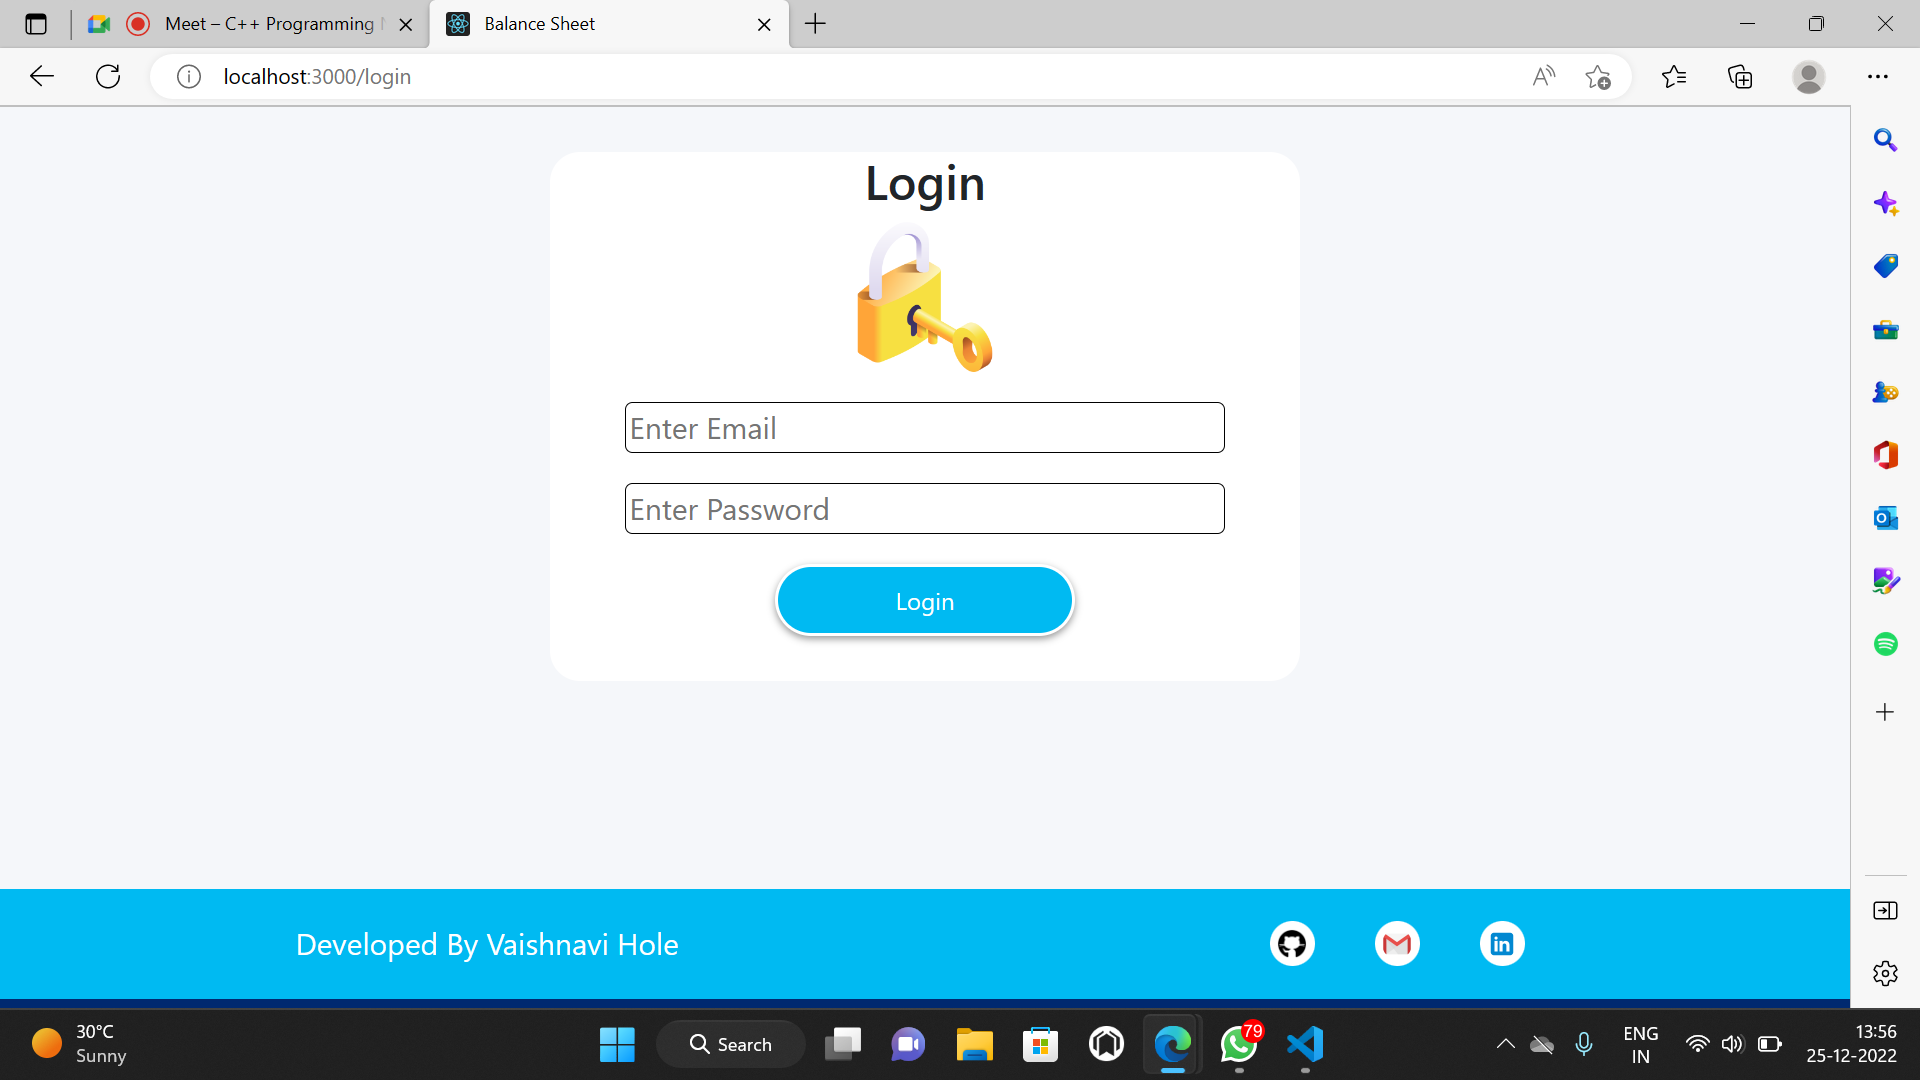 Meet – C++ Programming
Balance Sheet
localhost:3000/login
Login
Enter Email
Enter Password
Login
Developed By Vaishnavi Hole
30°C
Sunny
Search
79
ENG
IN
13:56
25-12-2022